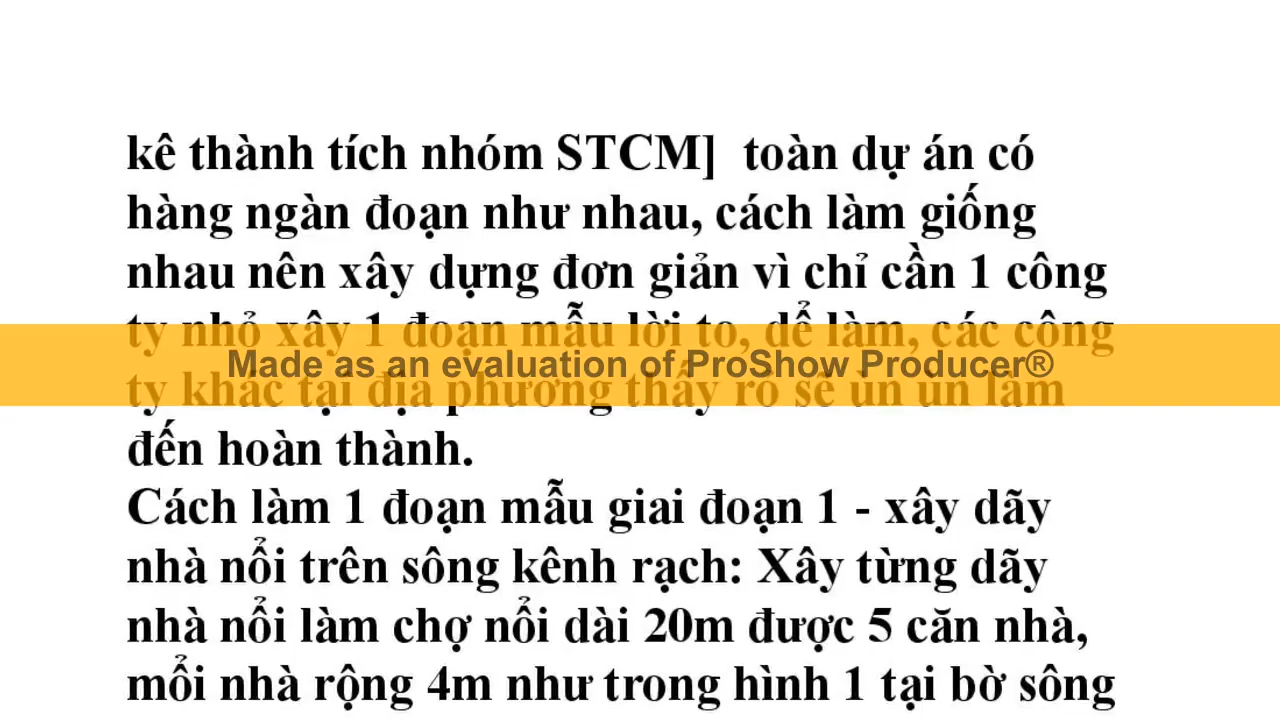 kê thành tích nhóm STCM] toàn dự án có
hàng ngàn đoạn như nhau, cách làm giống
nhau nên xây dựng đơn giản vì chỉ cần 1 công
ty nhỏ xây 1 đoạn mẫu lời to, dể làm, các công
Made as an evaluation of ProShow Producer®
ty khác tại địa phương thấy rõ sẽ ùn ùn làm
đến hoàn thành.
Cách làm 1 đoạn mẫu giai đoạn 1 - xây dãy
nhà nổi trên sông kênh rạch: Xây từng dãy
nhà nổi làm chợ nổi dài 20m được 5 căn nhà,
mổi nhà rộng 4m như trong hình 1 tại bờ sông